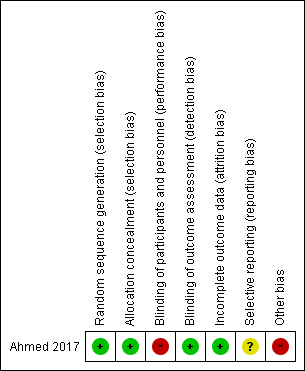 Random sequence generation (selection bias)
Allocation concealment (selection bias)
Blinding of participants and personnel (performance bias)
Blinding of outcome assessment (detection bias)
Incomplete outcome data (attrition bias)
Selective reporting (reporting bias)
Other bias
Ahmed 2017 + + - + + ? -